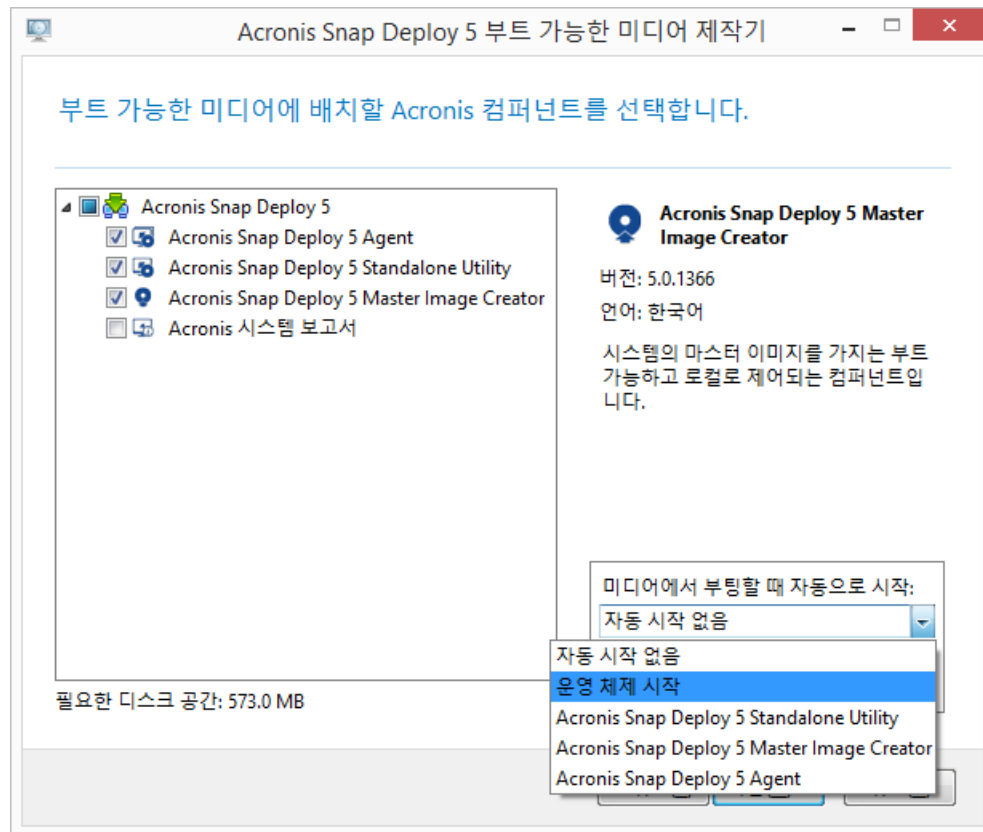 Acronis Snap Deploy 5 부트 가능한 미디어 제작기
부트 가능한 미디어에 배치할 Acronis 컴퍼넌트를 선택합니다.
Acronis Snap Deploy 5
Acronis Snap Deploy 5 Agent
Acronis Snap Deploy 5 Standalone Utility
Acronis Snap Deploy 5 Master Image Creator
Acronis 시스템 보고서
필요한 디스크 공간: 573.0 MB
Acronis Snap Deploy 5 Master
Image Creator
버전: 5.0.1366
언어: 한국어
시스템의 마스터 이미지를 가지는 부트
가능하고 로컬로 제어되는 컴퍼넌트입
니다.
미디어에서 부팅할 때 자동으로 시작:
자동 시작 없음
자동 시작 없음
운영 체제 시작
Acronis Snap Deploy 5 Standalone Utility
Acronis Snap Deploy 5 Master Image Creator
Acronis Snap Deploy 5 Agent